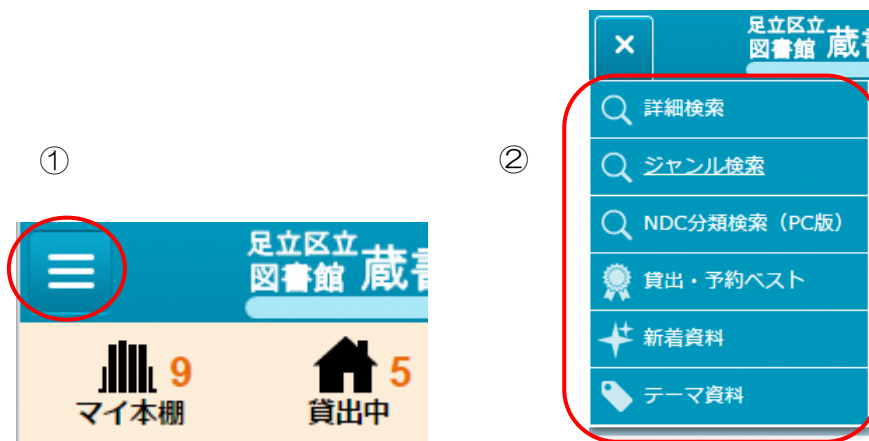 ①
足立区立
図書館 蔵
9
マイ本棚
5
貸出中
②
×
足立区立
図書館 蔵
詳細検索
ジャンル検索
NDC分類検索（PC版）
貸出・予約ベスト
新着資料
テーマ資料